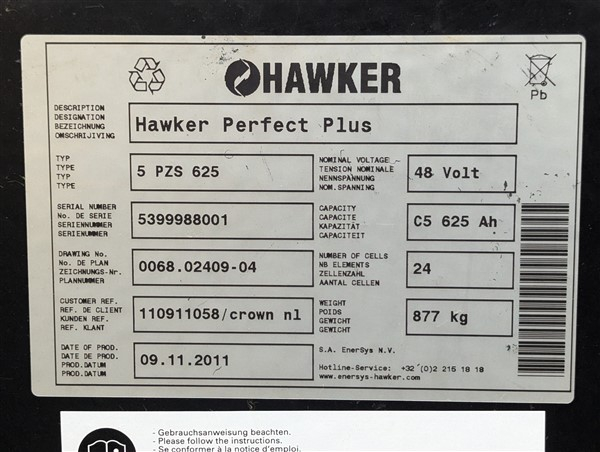 HAWKER
Pb
DESCRIPTION
DESIGNATION
BEZEICHNUNG
OMSCHRIJVING
Hawker Perfect Plus
TYP
TYPE
TYP
TYPE
5 PZS 625
NOMINAL VOLTAGE
TENSION NOMINALE
NENNSPANNUNG
NOM.SPANNING
48 Volt
SERIAL NUMBER
No. DE SERIE
SERIENNUMMER
SERIENUMMER
5399988001
CAPACITY
CAPACITE
KAPAZITÄT
CAPACITEIT
C5 625 Ah
DRAWING No.
No. DE PLAN
ZEICHNUNGS-Nr.
PLANNUMMER
0068.02409-04
NUMBER OF CELLS
NB ELEMENTS
ZELLENZAHL
AANTAL CELLEN
24
CUSTOMER REF.
REF. DE CLIENT
KUNDEN REF.
REF. KLANT
110911058/crown nl
WEIGHT
POIDS
GEWICHT
GEWICHT
877 kg
DATE OF PROD.
DATE DE PROD.
PROD.DATUM
PROD.DATUM
09.11.2011
S.A. EnerSys N.V.
Hotline-Service: +32 (0)2 215 18 18
www.enersys-hawker.com
- Gebrauchsanweisung beachten.
- Please follow the instructions.
- Se conformer à la notice d'emploi.